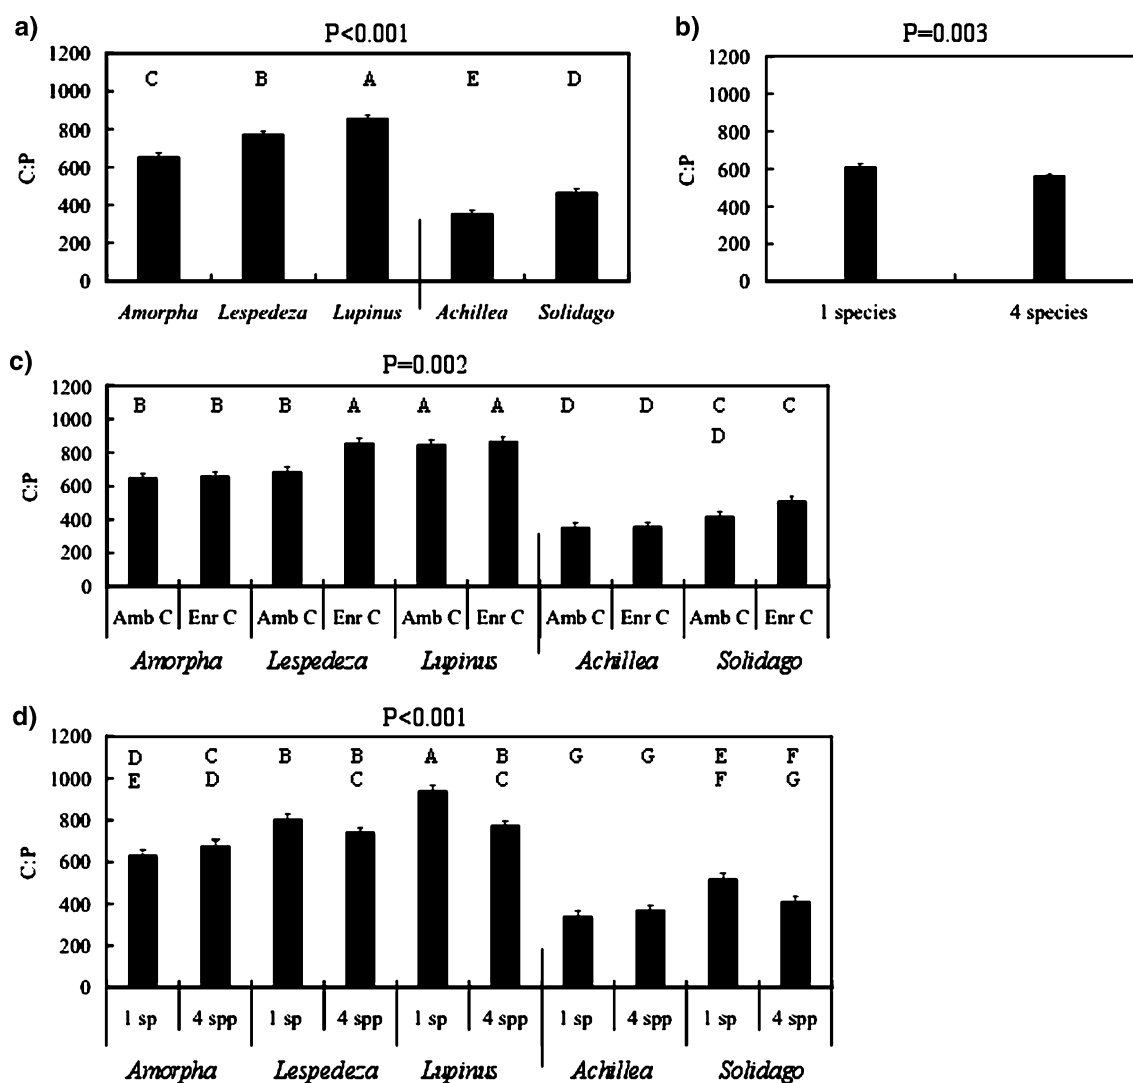 a)
P<0.001
1200
1000
800
600
400
200
0
C:P
C B A E D
Amorpha Lespedeza Lupinus Achillea Solidago
b)
P=0.003
1200
1000
800
600
400
200
0
C:P
1 species 4 species
c)
P=0.002
1200
1000
800
600
400
200
0
C:P
B B B A A A D D C C
D
Amb C Enr C Amb C Enr C Amb C Enr C Amb C Enr C Amb C Enr C
Amorpha Lespedeza Lupinus Achillea Solidago
d)
P<0.001
1200
1000
800
600
400
200
0
C:P
D C B B A B G G E F
E D C C F G
1 sp 4 spp 1 sp 4 spp 1 sp 4 spp 1 sp 4 spp 1 sp 4 spp
Amorpha Lespedeza Lupinus Achillea Solidago